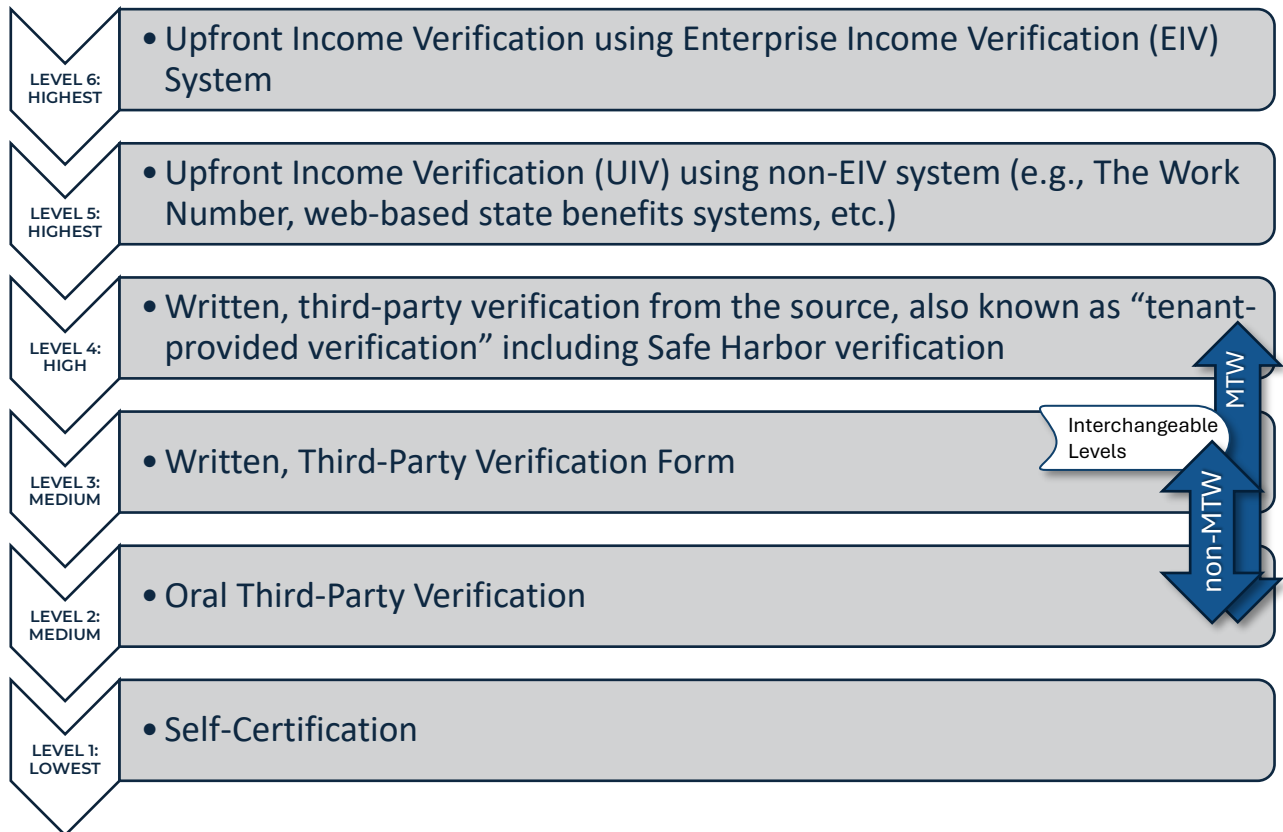 LEVEL 6:
HIGHEST
• Upfront Income Verification using Enterprise Income Verification (EIV)
System
LEVEL 5:
HIGHEST
• Upfront Income Verification (UIV) using non-EIV system (e.g., The Work
Number, web-based state benefits systems, etc.)
LEVEL 4:
HIGH
• Written, third-party verification from the source, also known as “tenant-
provided verification” including Safe Harbor verification
MTW
LEVEL 3:
MEDIUM
• Written, Third-Party Verification Form
Interchangeable
Levels
non-MTW
LEVEL 2:
MEDIUM
• Oral Third-Party Verification
LEVEL 1:
LOWEST
• Self-Certification